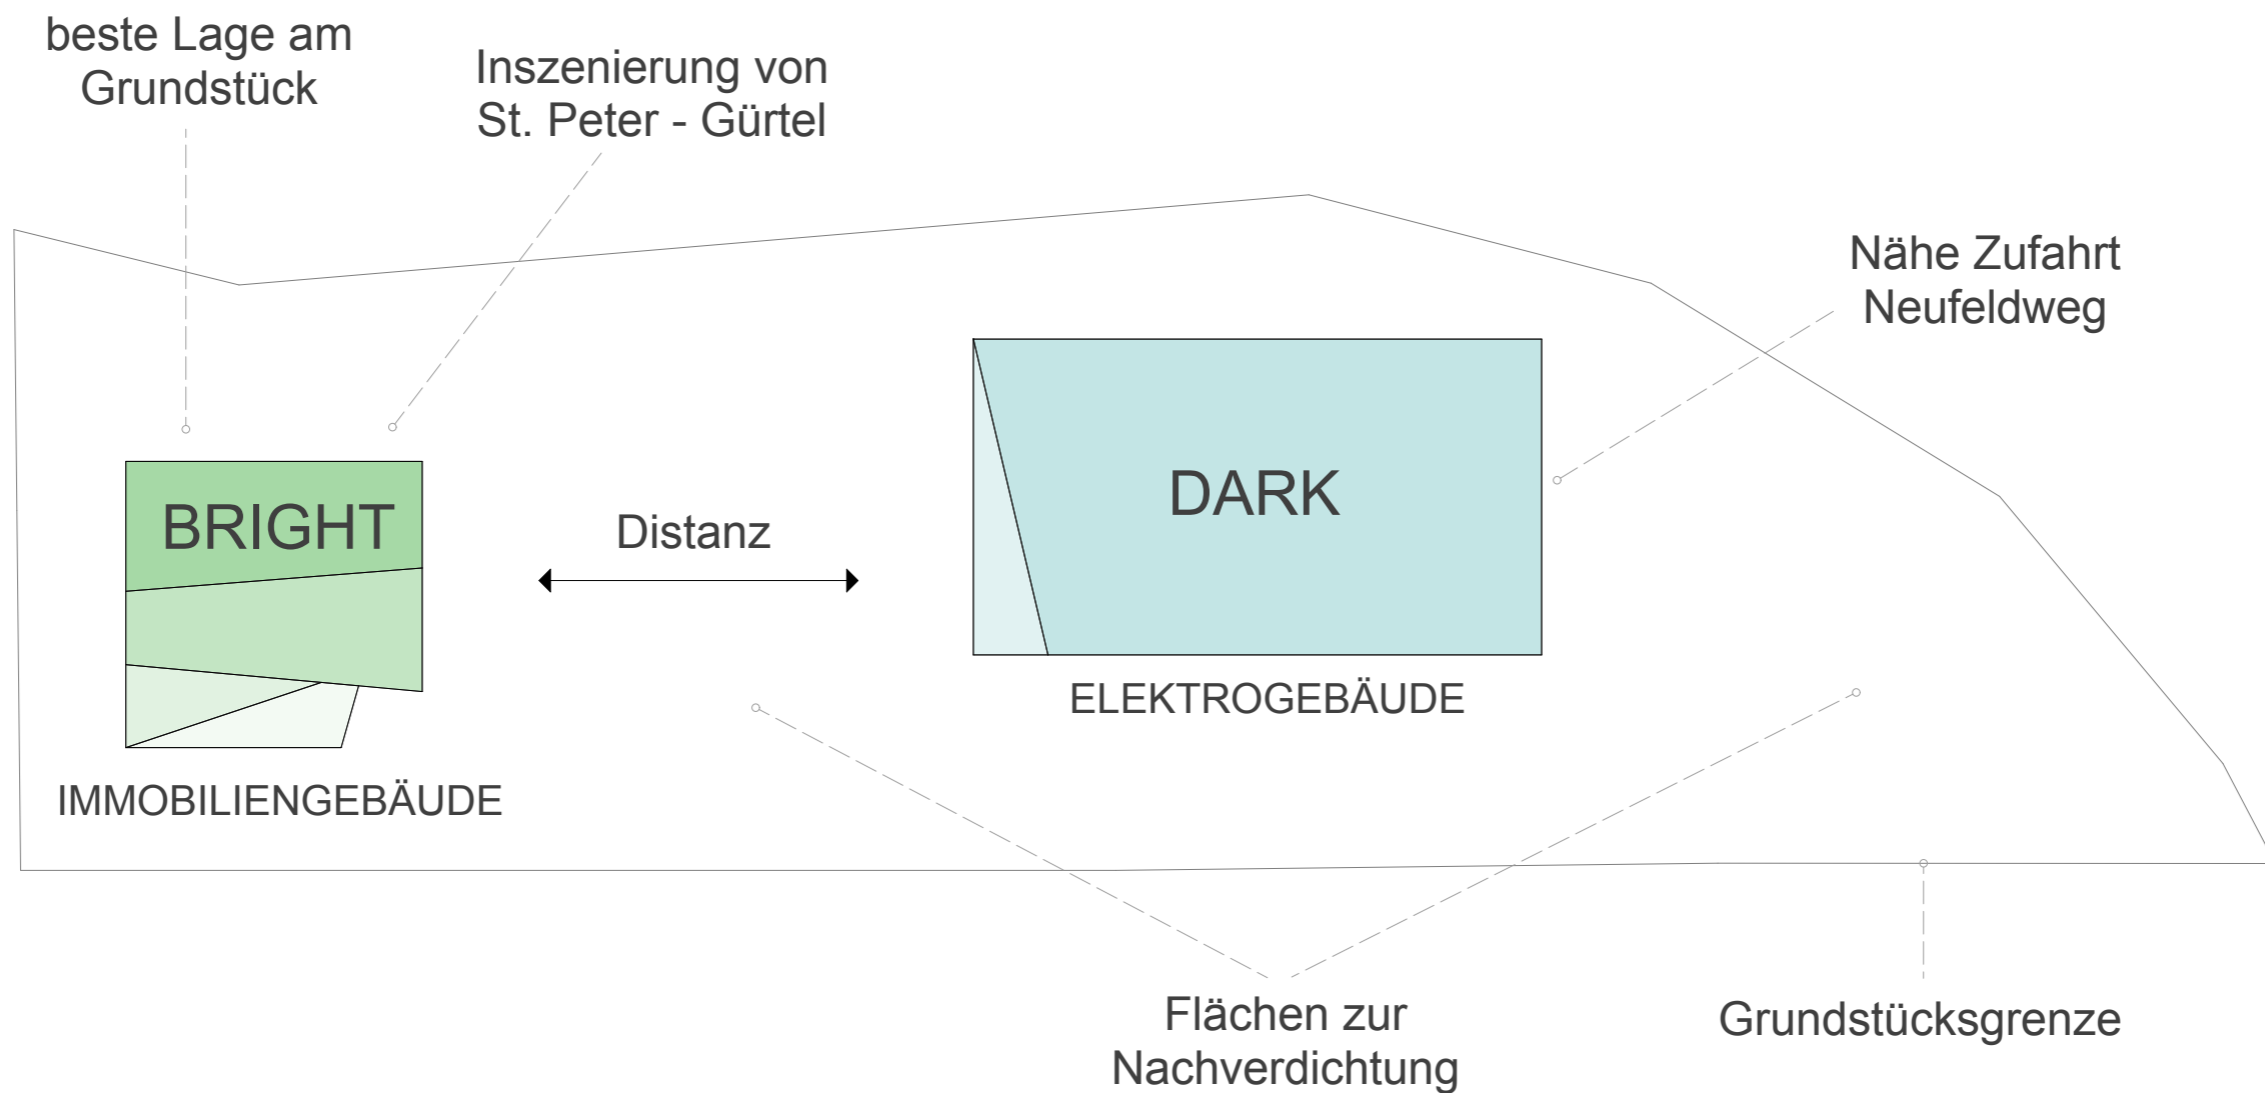 beste Lage am
Grundstück
Inszenierung von
St. Peter - Gürtel
Nähe Zufahrt
Neufeldweg
BRIGHT
Distanz
DARK
ELEKTROGEBÄUDE
IMMOBILIENGEBÄUDE
Flächen zur
Nachverdichtung
Grundstücksgrenze